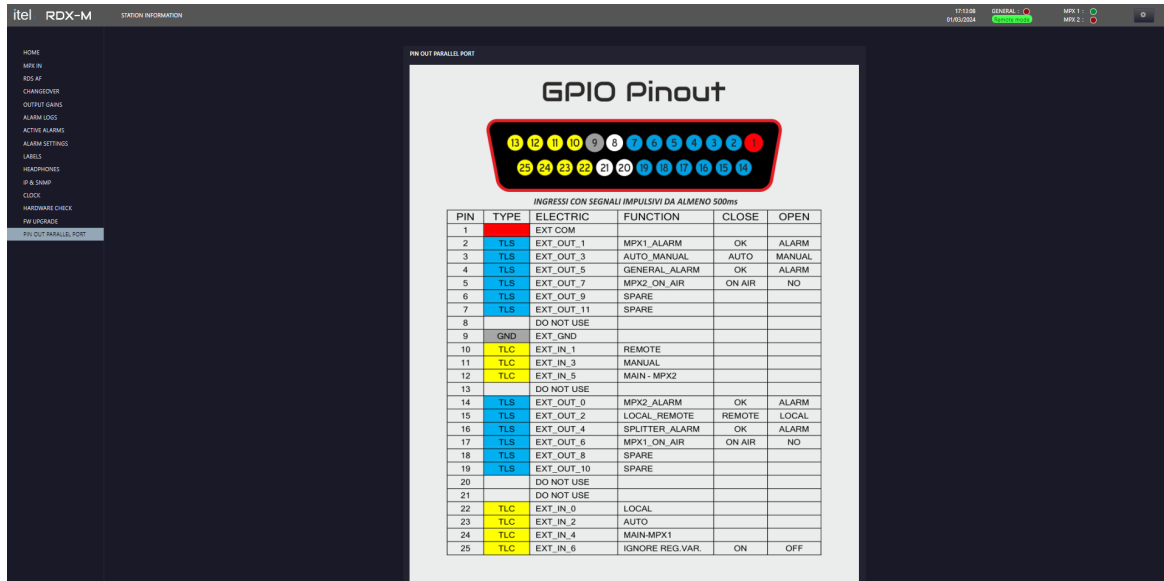 itel RDX-M STATION INFORMATION 17:13:08 GENERAL : MPX 1 :
01/03/2024 Remote mode MPX 2 :
HOME
MPX IN
RDS AF
CHANGEOVER
OUTPUT GAINS
ALARM LOGS
ACTIVE ALARMS
ALARM SETTINGS
LABELS
HEADPHONES
IP & SNMP
CLOCK
HARDWARE CHECK
FW UPGRADE
PIN OUT PARALLEL PORT
PIN OUT PARALLEL PORT
GPIO Pinout
13 12 11 10 9 8 7 6 5 4 3 2 1
25 24 23 22 21 20 19 18 17 16 15 14
INGRESSI CON SEGNALI IMPULSIVI DA ALMENO 500ms
PIN TYPE ELECTRIC FUNCTION CLOSE OPEN
1 EXT COM
2 TLS EXT_OUT_1 MPX1_ALARM OK ALARM
3 TLS EXT_OUT_3 AUTO_MANUAL AUTO MANUAL
4 TLS EXT_OUT_5 GENERAL_ALARM OK ALARM
5 TLS EXT_OUT_7 MPX2_ON_AIR ON AIR NO
6 TLS EXT_OUT_9 SPARE
7 TLS EXT_OUT_11 SPARE
8 DO NOT USE
9 GND EXT_GND
10 TLC EXT_IN_1 REMOTE
11 TLC EXT_IN_3 MANUAL
12 TLC EXT_IN_5 MAIN - MPX2
13 DO NOT USE
14 TLS EXT_OUT_0 MPX2_ALARM OK ALARM
15 TLS EXT_OUT_2 LOCAL_REMOTE REMOTE LOCAL
16 TLS EXT_OUT_4 SPLITTER_ALARM OK ALARM
17 TLS EXT_OUT_6 MPX1_ON_AIR ON AIR NO
18 TLS EXT_OUT_8 SPARE
19 TLS EXT_OUT_10 SPARE
20 DO NOT USE
21 DO NOT USE
22 TLC EXT_IN_0 LOCAL
23 TLC EXT_IN_2 AUTO
24 TLC EXT_IN_4 MAIN-MPX1
25 TLC EXT_IN_6 IGNORE REG.VAR. ON OFF